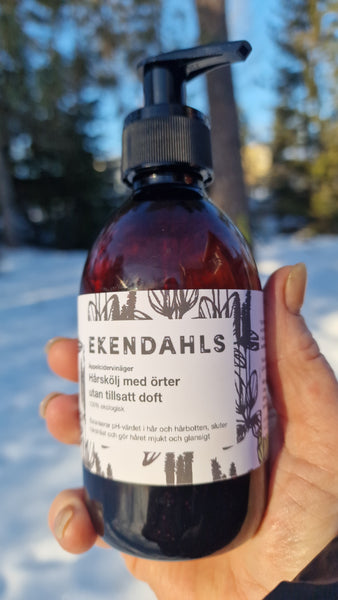 EKENDAHLS
Äppelcidervinäger
Hårskölj med örter
utan tillsatt doft
100% ekologisk
Balanserar pH-värdet i hår och hårbotten, sluter
hårstrået och gör håret mjukt och glansigt